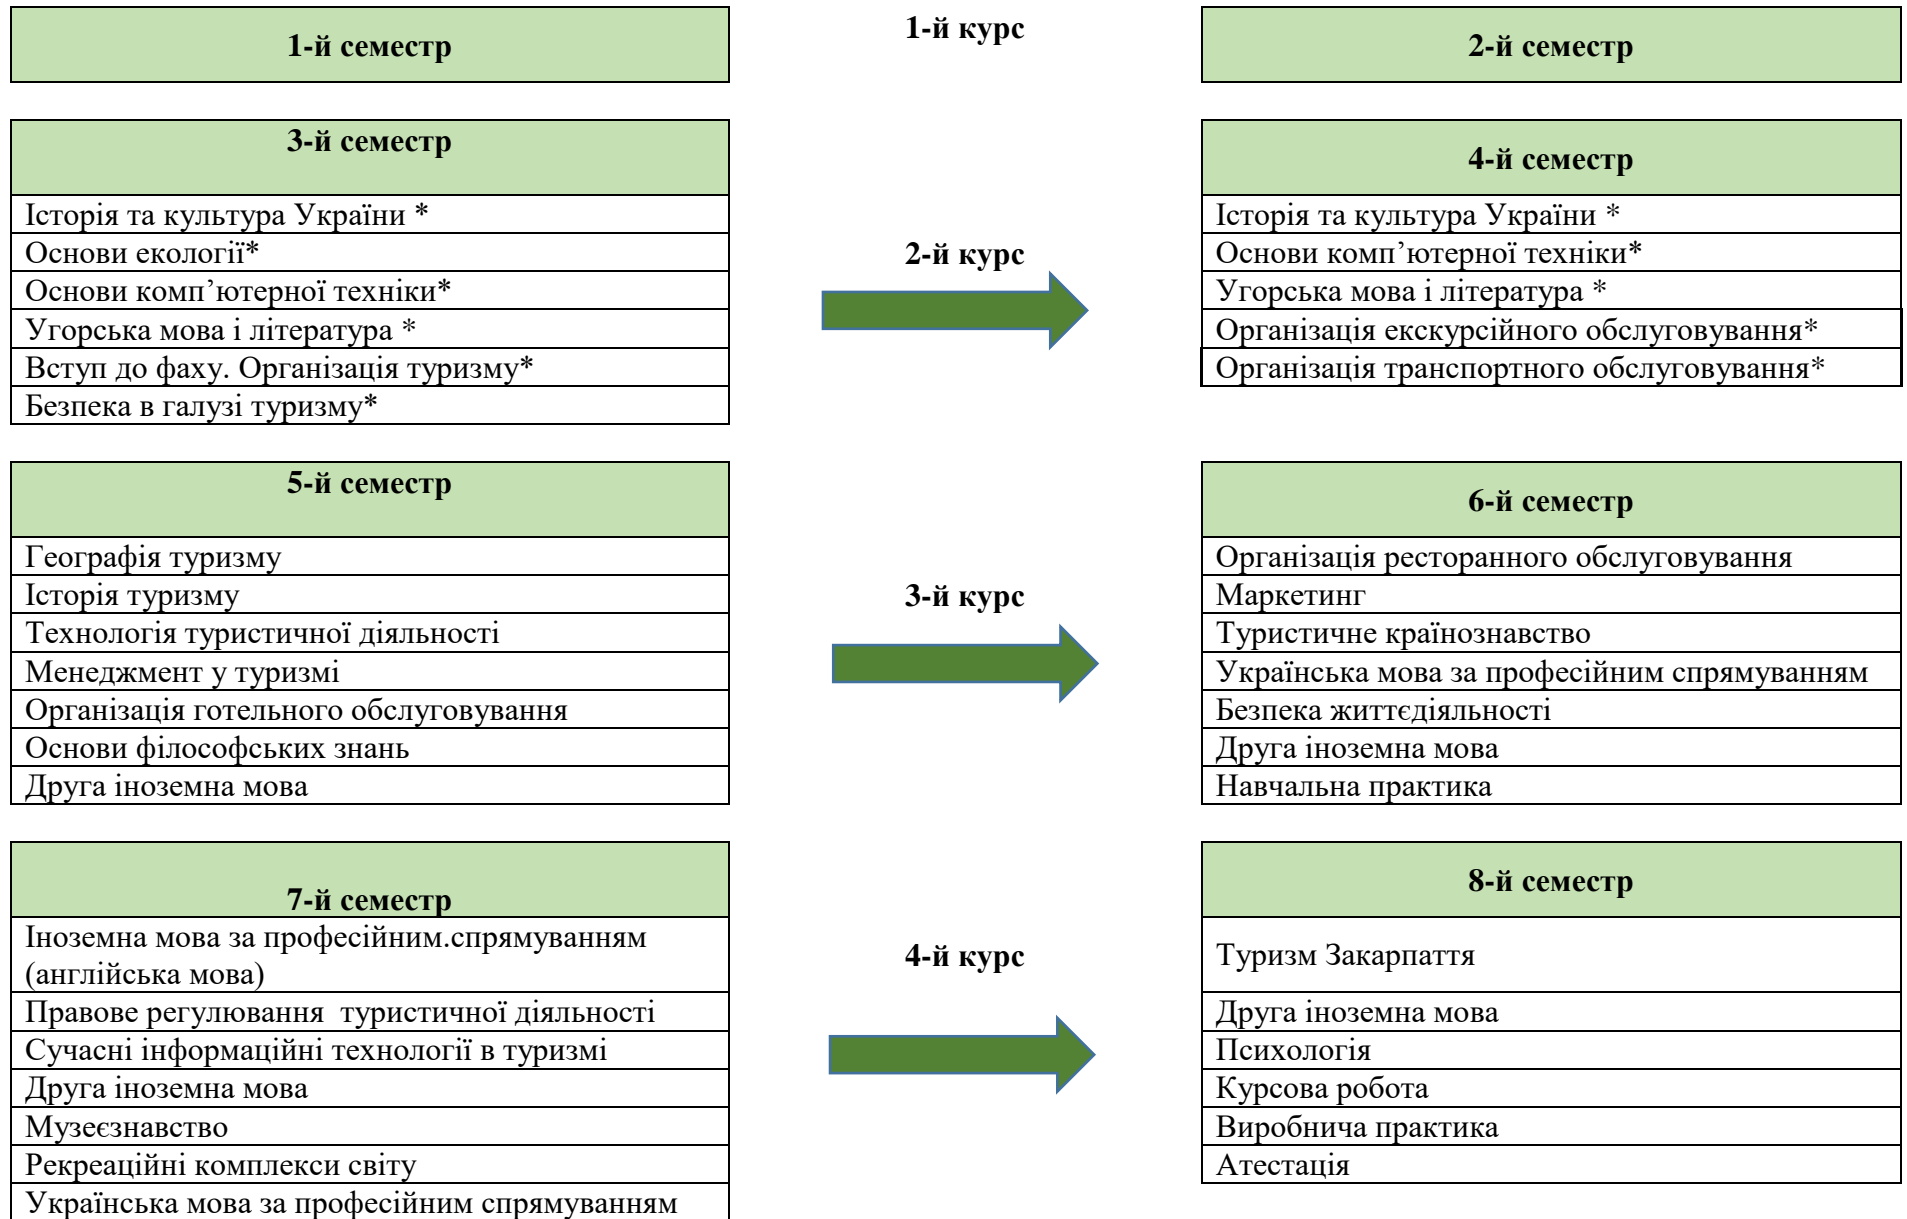 1-й семестр
1-й курс
2-й семестр
3-й семестр
Історія та культура України *
Основи екології*
Основи комп’ютерної техніки*
Угорська мова і література *
Вступ до фаху. Організація туризму*
Безпека в галузі туризму*
2-й курс
4-й семестр
Історія та культура України *
Основи комп’ютерної техніки*
Угорська мова і література *
Організація екскурсійного обслуговування*
Організація транспортного обслуговування*
5-й семестр
Географія туризму
Історія туризму
Технологія туристичної діяльності
Менеджмент у туризмі
Організація готельного обслуговування
Основи філософських знань
Друга іноземна мова
3-й курс
6-й семестр
Організація ресторанного обслуговування
Маркетинг
Туристичне країнознавство
Українська мова за професійним спрямуванням
Безпека життєдіяльності
Друга іноземна мова
Навчальна практика
7-й семестр
Іноземна мова за професійним.спрямуванням
(англійська мова)
Правове регулювання  туристичної діяльності
Сучасні інформаційні технології в туризмі
Друга іноземна мова
Музеєзнавство
Рекреаційні комплекси світу
Українська мова за професійним спрямуванням
4-й курс
8-й семестр
Туризм Закарпаття
Друга іноземна мова
Психологія
Курсова робота
Виробнича практика
Атестація